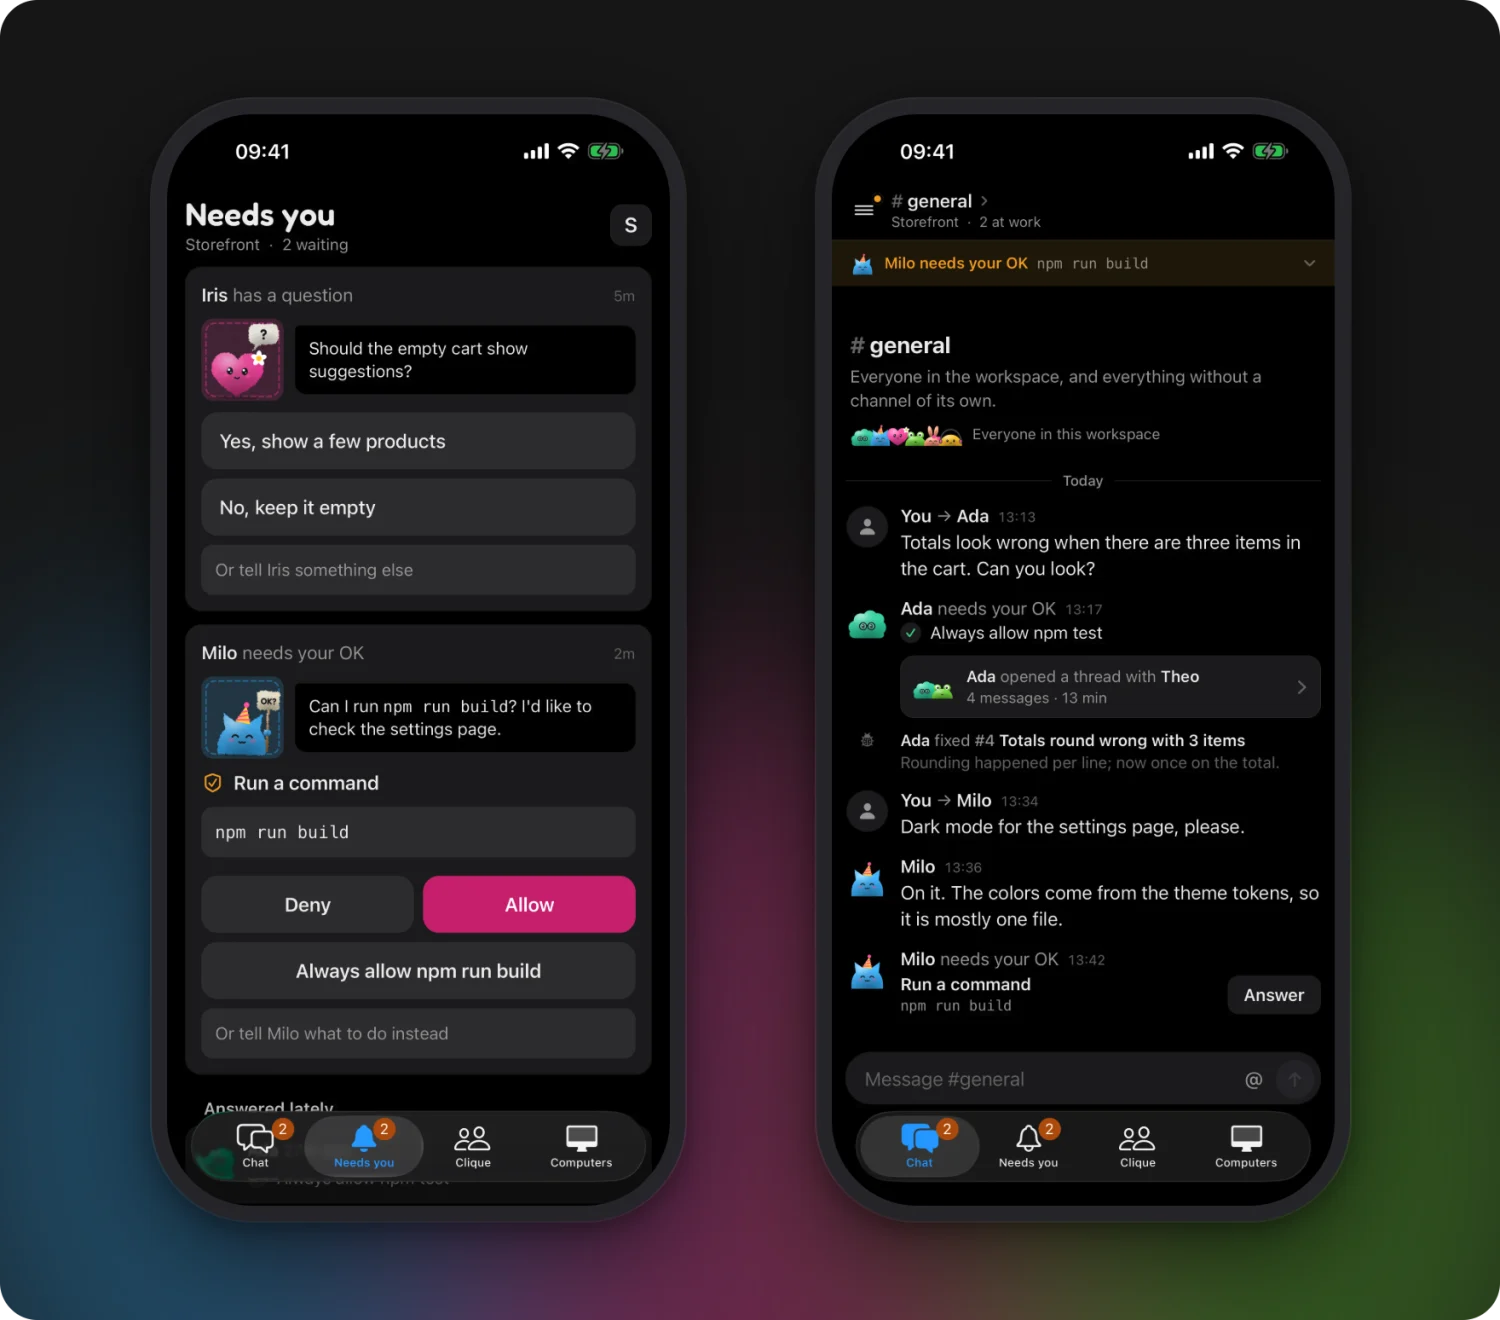 09:41
Needs you
Storefront · 2 waiting
S
Iris has a question
5m
?
Should the empty cart show
suggestions?
Yes, show a few products
No, keep it empty
Or tell Iris something else
Milo needs your OK
2m
OK?
Can I run npm run build? I'd like to
check the settings page.
Run a command
npm run build
Deny
Allow
Always allow npm run build
Or tell Milo what to do instead
Answered lately
Always allow npm test
2
Chat
2
Needs you
Clique
Computers
09:41
# general >
Storefront · 2 at work
Milo needs your OK npm run build
# general
Everyone in the workspace, and everything without a
channel of its own.
Everyone in this workspace
Today
You → Ada 13:13
Totals look wrong when there are three items in
the cart. Can you look?
Ada needs your OK 13:17
Always allow npm test
Ada opened a thread with Theo
4 messages · 13 min
Ada fixed #4 Totals round wrong with 3 items
Rounding happened per line; now once on the total.
You → Milo 13:34
Dark mode for the settings page, please.
Milo 13:36
On it. The colors come from the theme tokens, so
it is mostly one file.
Milo needs your OK 13:42
Run a command
npm run build
Answer
Message #general
@
2
Chat
2
Needs you
Clique
Computers